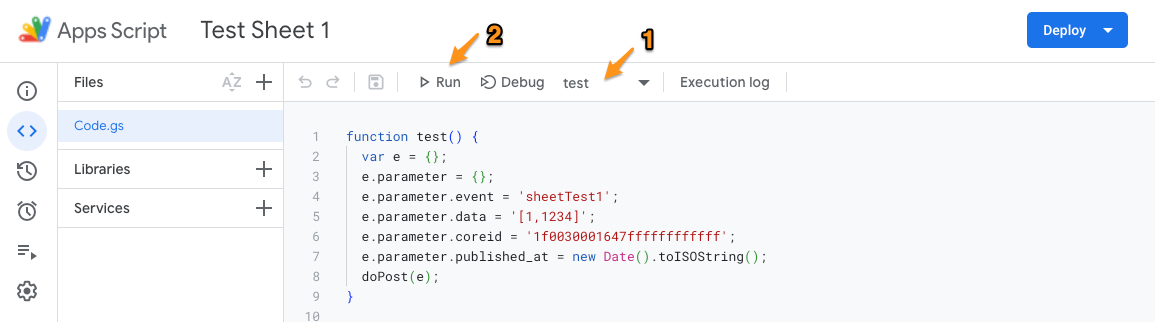 Apps Script
Test Sheet 1
Deploy
2
1
Files
AZ
Run
Debug
test
Execution log
Code.gs
Libraries
Services
1 function test() {
2 var e = {};
3 e.parameter = {};
4 e.parameter.event = 'sheetTest1';
5 e.parameter.data = '[1,1234]';
6 e.parameter.coreid = '1f0030001647ffffffffffff';
7 e.parameter.published_at = new Date().toISOString();
8 doPost(e);
9 }
10